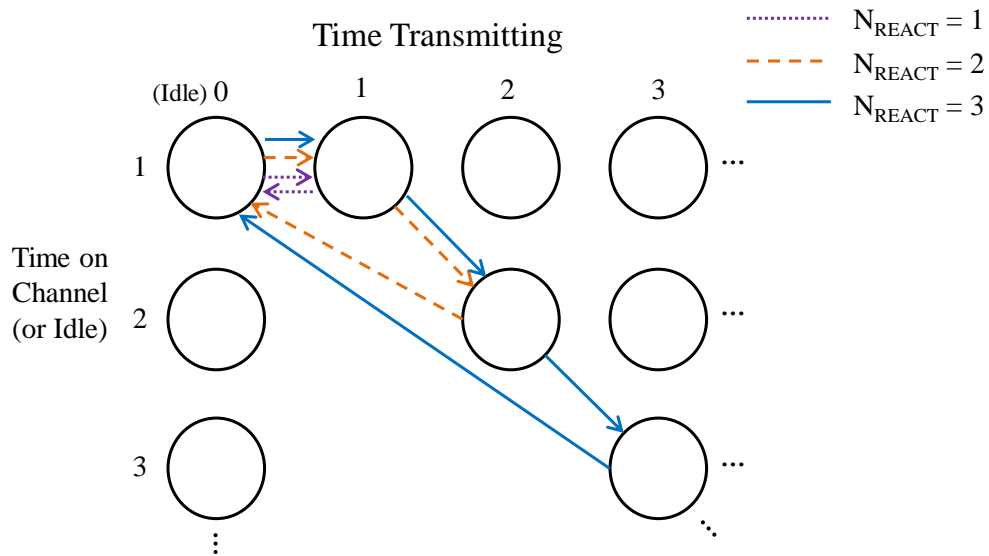 Time Transmitting
N_REACT = 1
N_REACT = 2
N_REACT = 3
(Idle) 0
1
2
3
1
...
Time on
Channel
(or Idle)
2
...
3
...
...
...